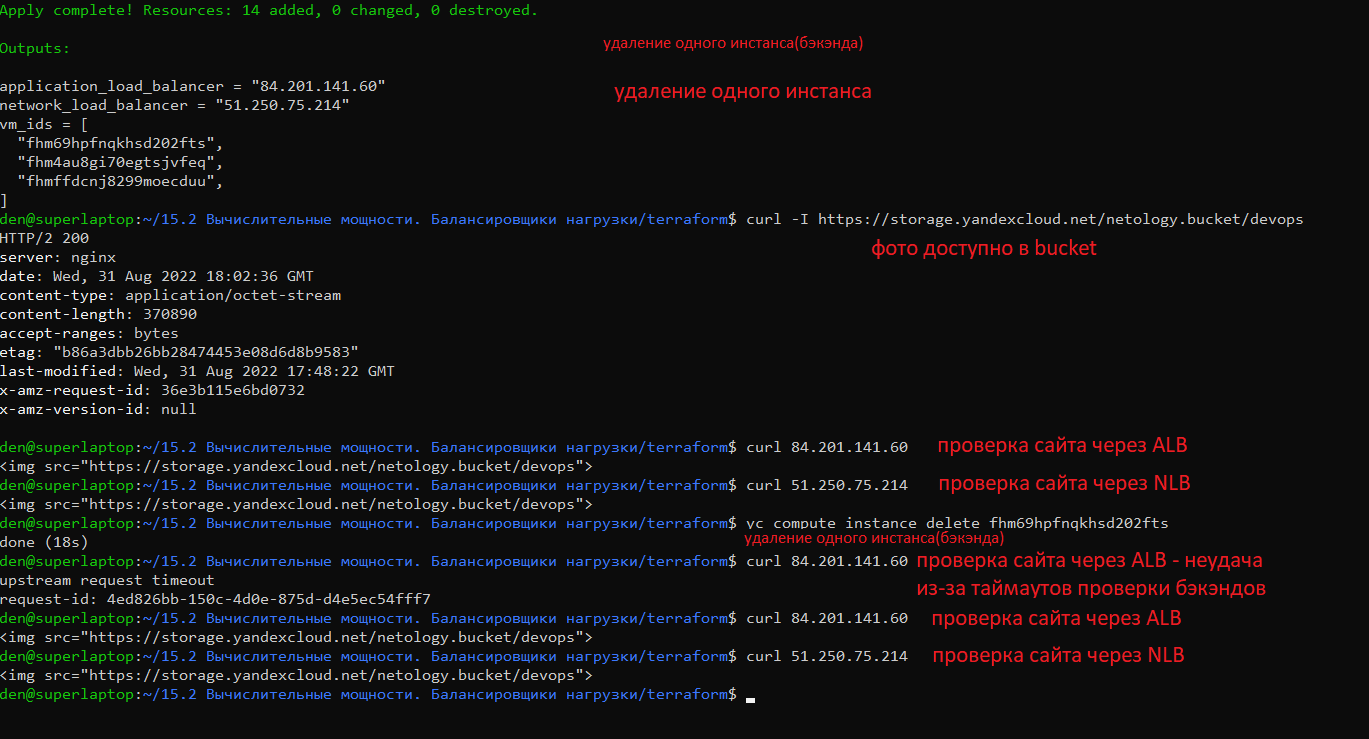 Apply complete! Resources: 14 added, 0 changed, 0 destroyed.
удаление одного инстанса(бэкэнда)
Outputs:
application_load_balancer = "84.201.141.60"
удаление одного инстанса
network_load_balancer = "51.250.75.214"
vm_ids = [
"fhm69hpfnqkhsd202fts",
"fhm4au8gi70egtsjvfeq",
"fhmffdcnj8299moecduu",
]
den@superlaptop:~/15.2 Вычислительные мощности. Балансировщики нагрузки/terraform$ curl -I https://storage.yandexcloud.net/netology.bucket/devops
HTTP/2 200
фото доступно в bucket
server: nginx
date: Wed, 31 Aug 2022 18:02:36 GMT
content-type: application/octet-stream
content-length: 370890
accept-ranges: bytes
etag: "b86a3dbb26bb28474453e08d6d8b9583"
last-modified: Wed, 31 Aug 2022 17:48:22 GMT
x-amz-request-id: 36e3b115e6bd0732
x-amz-version-id: null
den@superlaptop:~/15.2 Вычислительные мощности. Балансировщики нагрузки/terraform$ curl 84.201.141.60 проверка сайта через ALB
<img src="https://storage.yandexcloud.net/netology.bucket/devops">
den@superlaptop:~/15.2 Вычислительные мощности. Балансировщики нагрузки/terraform$ curl 51.250.75.214 проверка сайта через NLB
<img src="https://storage.yandexcloud.net/netology.bucket/devops">
den@superlaptop:~/15.2 Вычислительные мощности. Балансировщики нагрузки/terraform$ yc compute instance delete fhm69hpfnqkhsd202fts
done (18s)
удаление одного инстанса(бэкэнда)
den@superlaptop:~/15.2 Вычислительные мощности. Балансировщики нагрузки/terraform$ curl 84.201.141.60 проверка сайта через ALB - неудача
upstream request timeout
из-за таймаутов проверки бэкэндов
request-id: 4ed826bb-150c-4d0e-875d-d4e5ec54fff7
den@superlaptop:~/15.2 Вычислительные мощности. Балансировщики нагрузки/terraform$ curl 84.201.141.60 проверка сайта через ALB
<img src="https://storage.yandexcloud.net/netology.bucket/devops">
den@superlaptop:~/15.2 Вычислительные мощности. Балансировщики нагрузки/terraform$ curl 51.250.75.214 проверка сайта через NLB
<img src="https://storage.yandexcloud.net/netology.bucket/devops">
den@superlaptop:~/15.2 Вычислительные мощности. Балансировщики нагрузки/terraform$